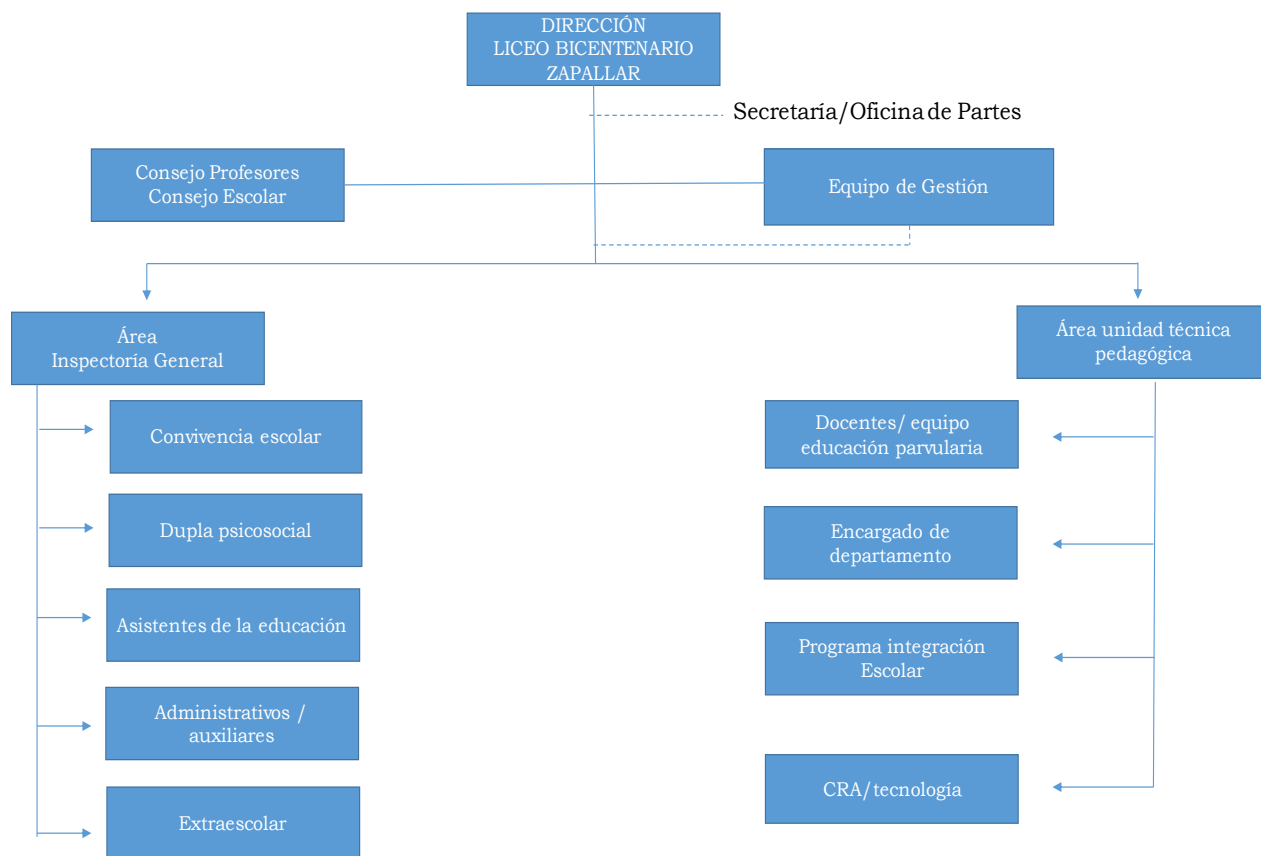 DIRECCIÓN
LICEO BICENTENARIO
ZAPALLAR
Secretaría/Oficina de Partes
Consejo Profesores
Consejo Escolar
Equipo de Gestión
Área
Inspectoría General
Área unidad técnica
pedagógica
Convivencia escolar
Dupla psicosocial
Asistentes de la educación
Administrativos /
auxiliares
Extraescolar
Docentes/ equipo
educación parvularia
Encargado de
departamento
Programa integración
Escolar
CRA/tecnología